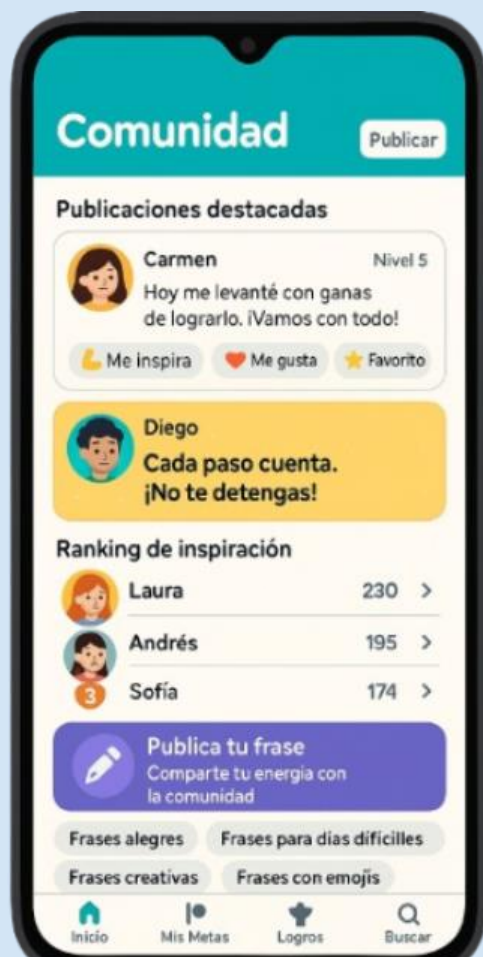 Comunidad
Publicar
Publicaciones destacadas
Carmen
Nivel 5
Hoy me levanté con ganas
de lograrlo. ¡Vamos con todo!
💪 Me inspira
❤️ Me gusta
⭐ Favorito
Diego
Cada paso cuenta.
¡No te detengas!
Ranking de inspiración
Laura
230 >
Andrés
195 >
3
Sofía
174 >
Publica tu frase
Comparte tu energia con
la comunidad
Frases alegres
Frases para dias dificilles
Frases creativas
Frases con emojis
Inicio
Mis Metas
Logros
Buscar